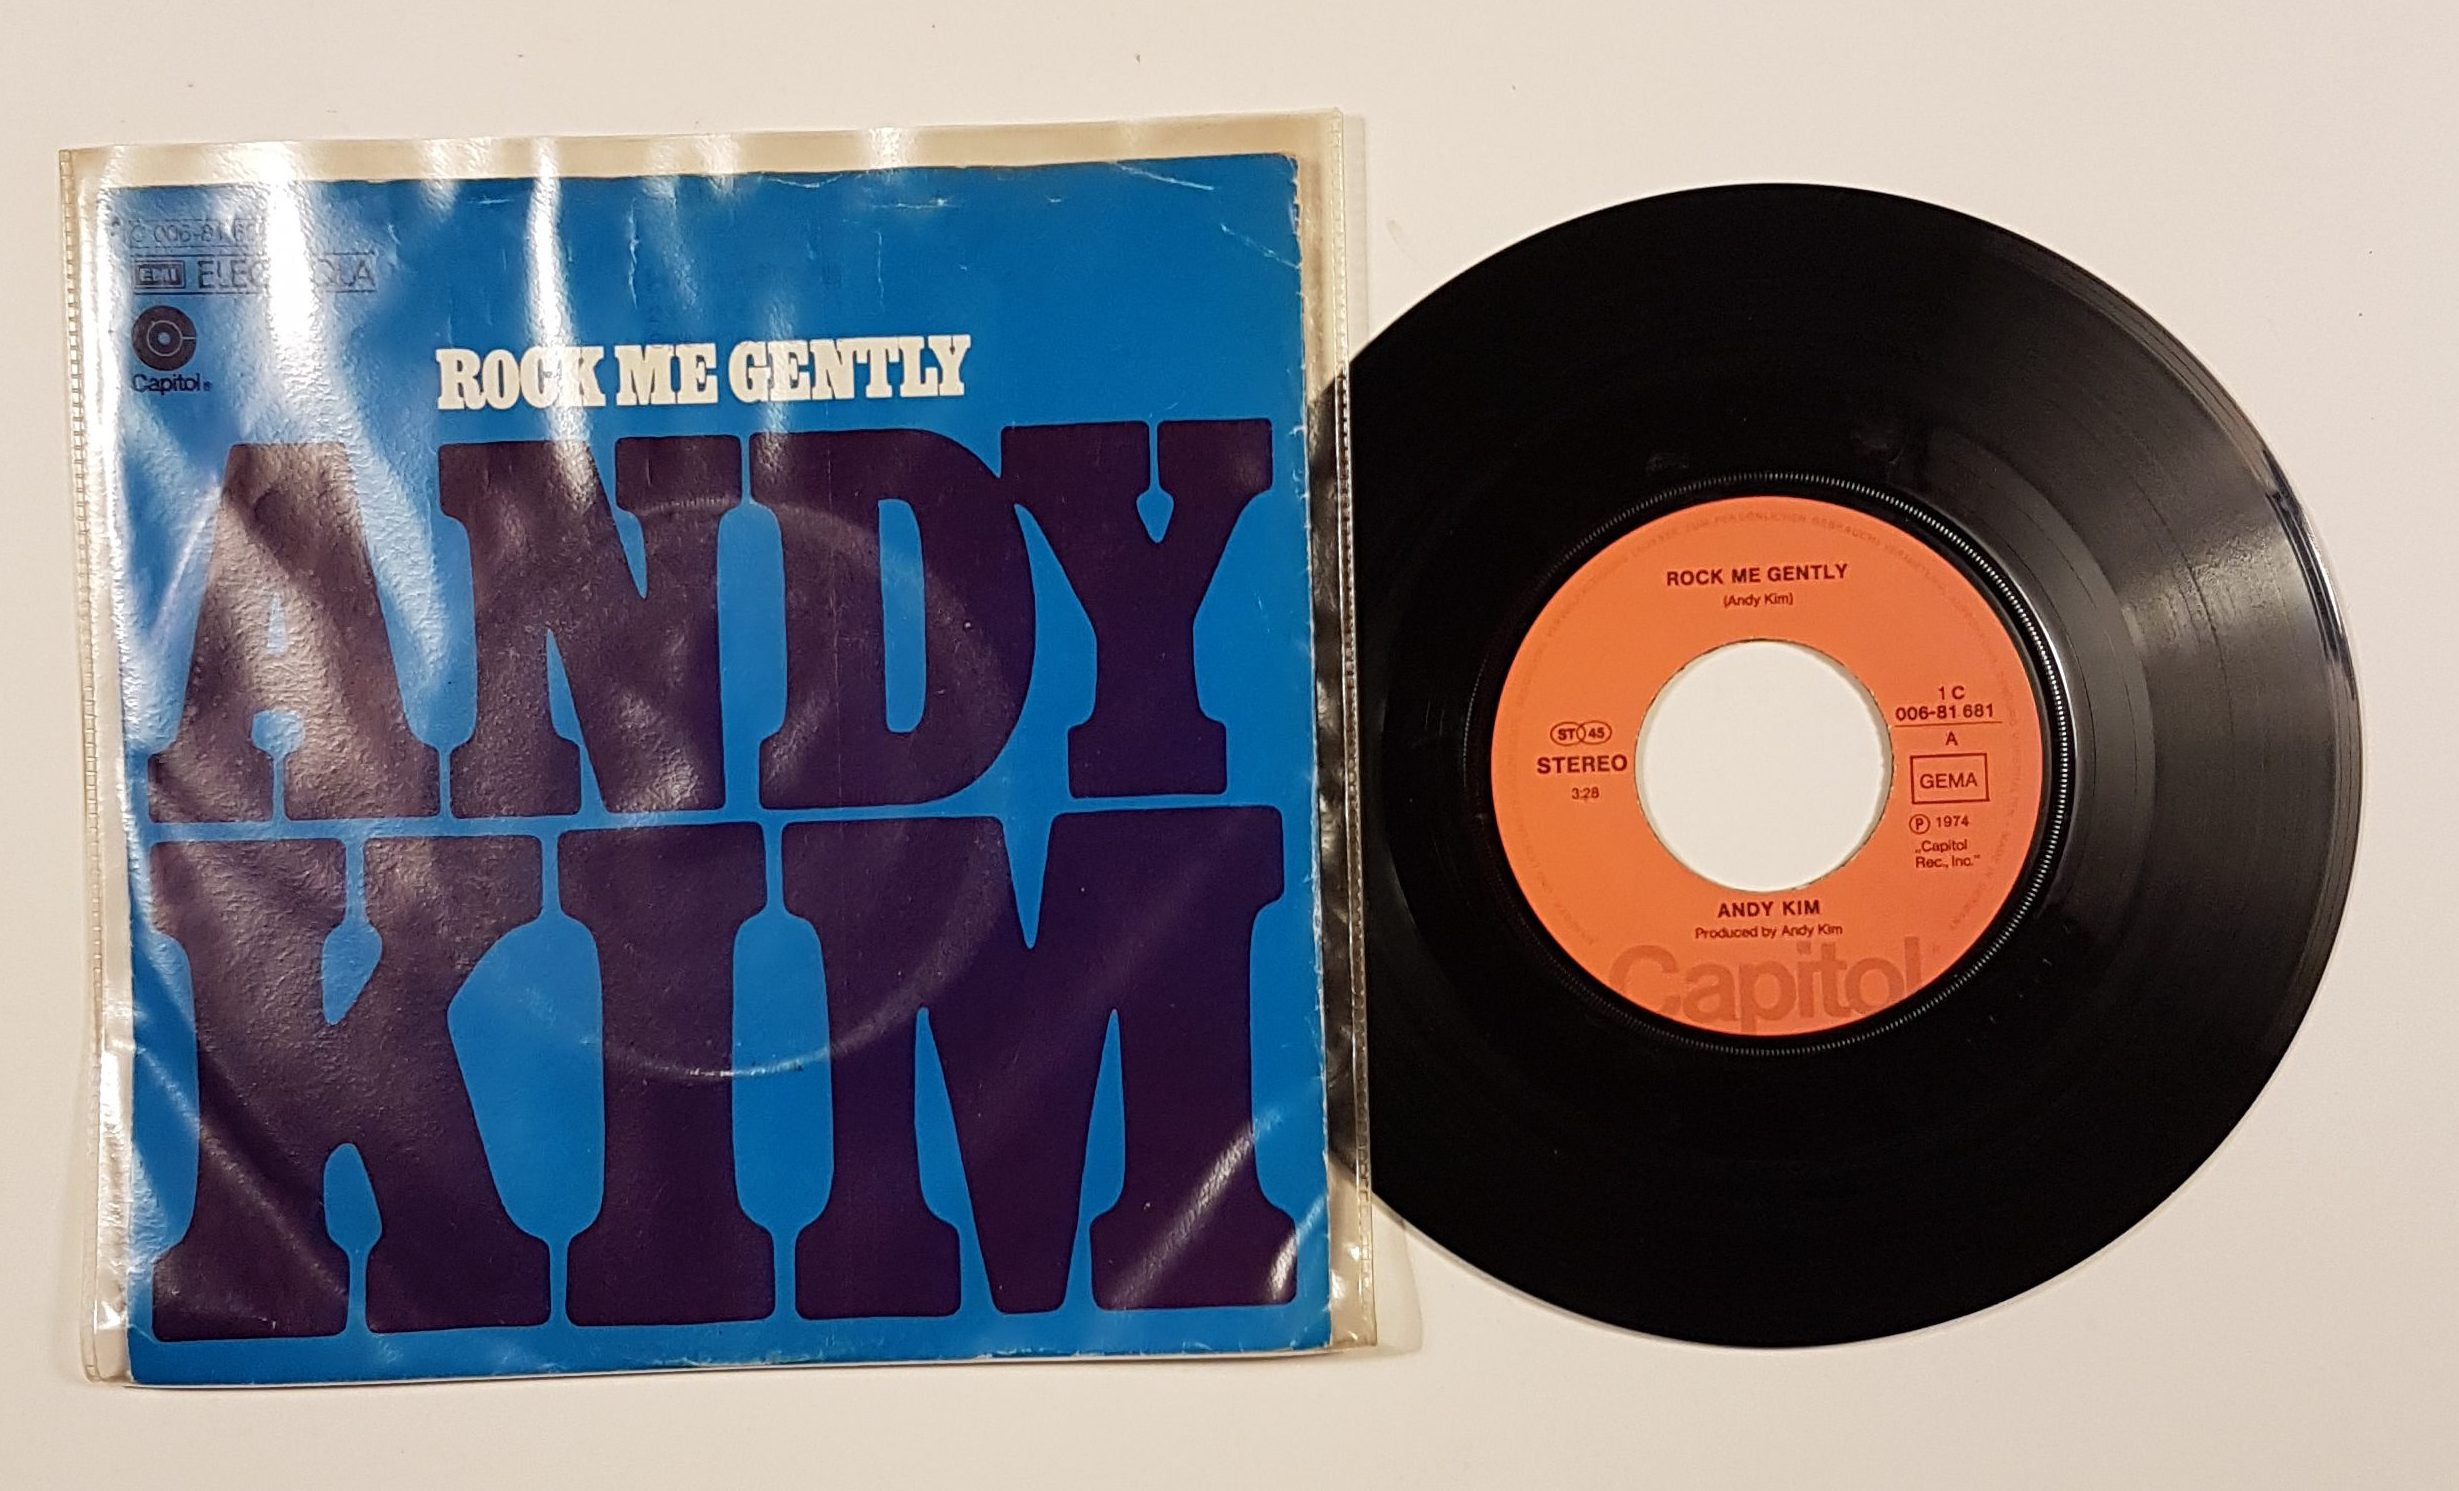 EMI
Capitol
ROCK ME GENTLY
ANDY
KIM
ROCK ME GENTLY
(Andy Kim)
ST 45
STEREO
3:28
1 C
006-81 681
A
GEMA
℗ 1974
„Capitol
Rec., Inc."
ANDY KIM
Produced by Andy Kim
Capitol